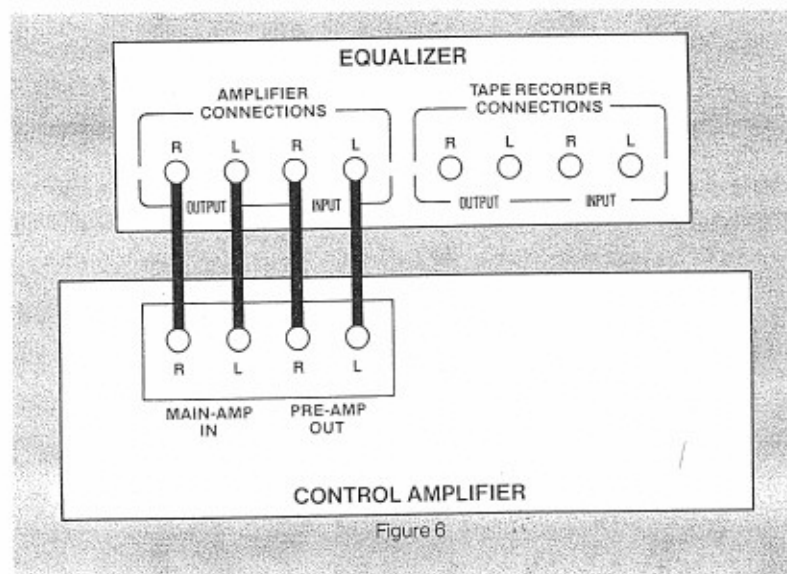 EQUALIZER
AMPLIFIER
CONNECTIONS
TAPE RECORDER
CONNECTIONS
R L R L
R L R L
OUTPUT INPUT
OUTPUT INPUT
R L R L
MAIN-AMP
IN
PRE-AMP
OUT
CONTROL AMPLIFIER
Figure 6